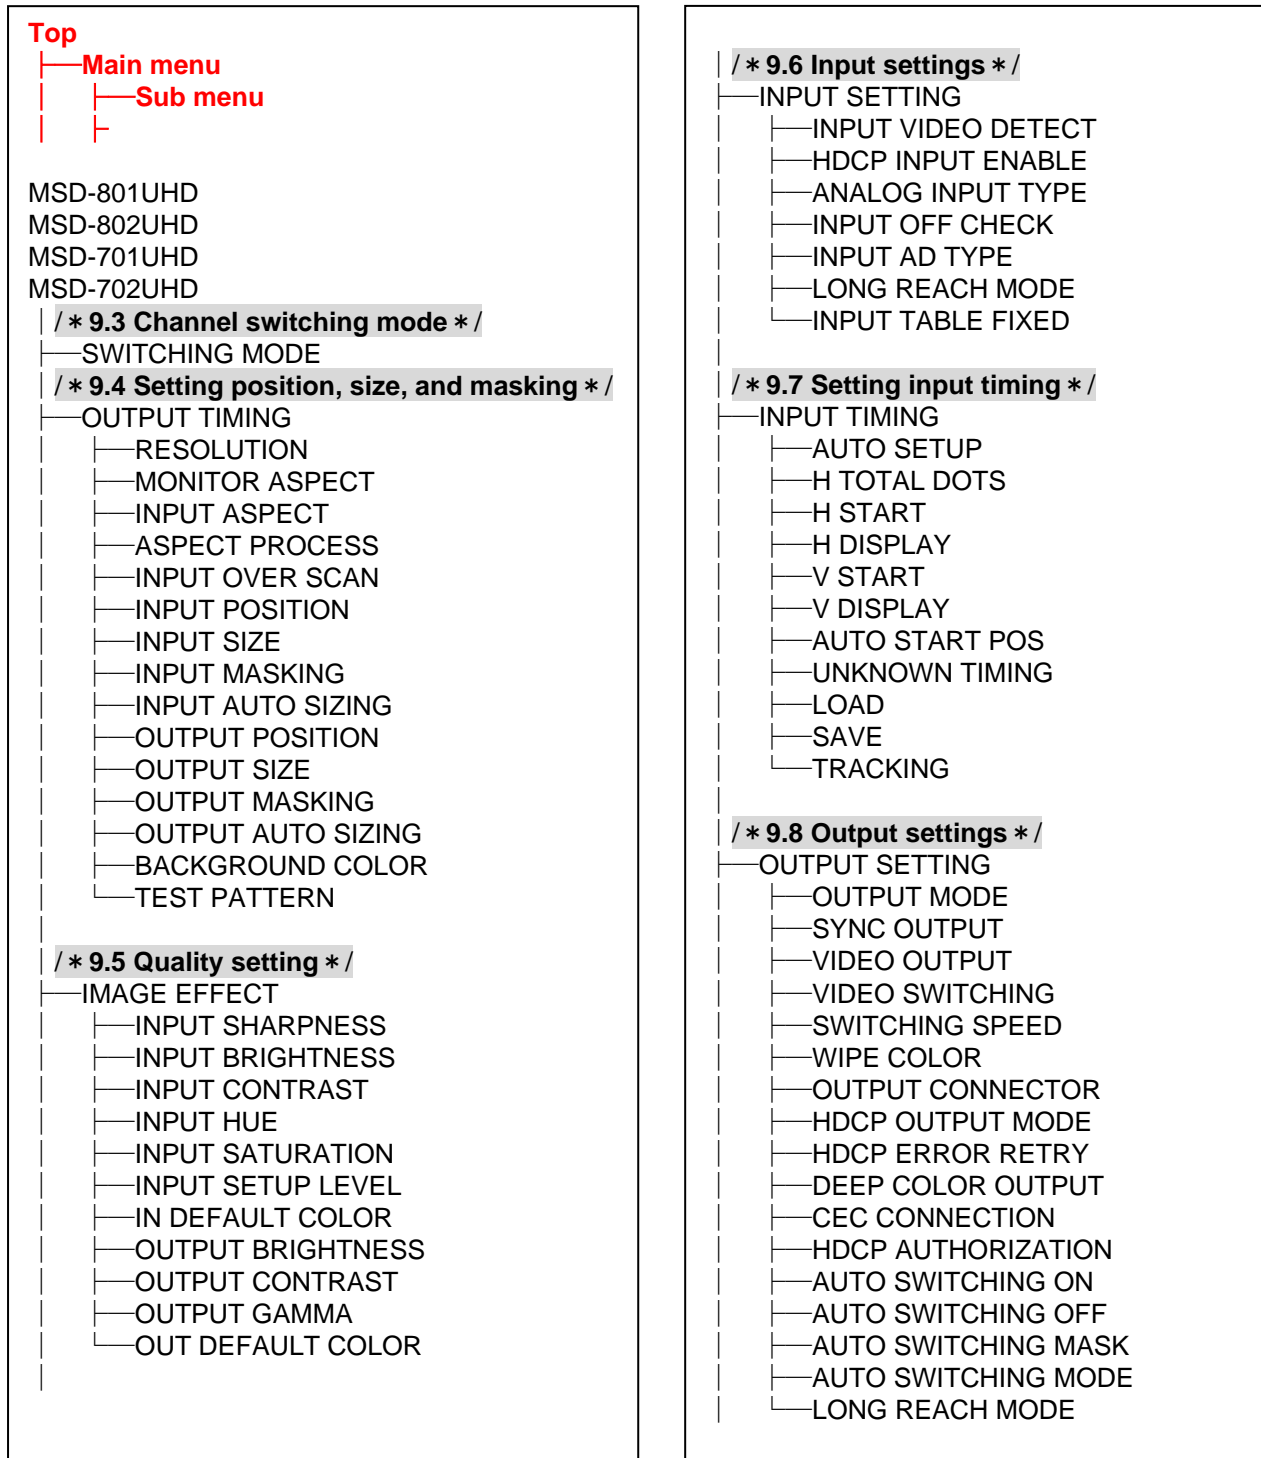 Top
├──Main menu
│ ├──Sub menu
│ ├─
MSD-801UHD
MSD-802UHD
MSD-701UHD
MSD-702UHD
│ /＊9.3 Channel switching mode＊/
├──SWITCHING MODE
│ /＊9.4 Setting position, size, and masking＊/
├──OUTPUT TIMING
│ ├──RESOLUTION
│ ├──MONITOR ASPECT
│ ├──INPUT ASPECT
│ ├──ASPECT PROCESS
│ ├──INPUT OVER SCAN
│ ├──INPUT POSITION
│ ├──INPUT SIZE
│ ├──INPUT MASKING
│ ├──INPUT AUTO SIZING
│ ├──OUTPUT POSITION
│ ├──OUTPUT SIZE
│ ├──OUTPUT MASKING
│ ├──OUTPUT AUTO SIZING
│ ├──BACKGROUND COLOR
│ └──TEST PATTERN
│
│ /＊9.5 Quality setting＊/
├──IMAGE EFFECT
│ ├──INPUT SHARPNESS
│ ├──INPUT BRIGHTNESS
│ ├──INPUT CONTRAST
│ ├──INPUT HUE
│ ├──INPUT SATURATION
│ ├──INPUT SETUP LEVEL
│ ├──IN DEFAULT COLOR
│ ├──OUTPUT BRIGHTNESS
│ ├──OUTPUT CONTRAST
│ ├──OUTPUT GAMMA
│ └──OUT DEFAULT COLOR
│
│ /＊9.6 Input settings＊/
├──INPUT SETTING
│ ├──INPUT VIDEO DETECT
│ ├──HDCP INPUT ENABLE
│ ├──ANALOG INPUT TYPE
│ ├──INPUT OFF CHECK
│ ├──INPUT AD TYPE
│ ├──LONG REACH MODE
│ └──INPUT TABLE FIXED
│
│ /＊9.7 Setting input timing＊/
├──INPUT TIMING
│ ├──AUTO SETUP
│ ├──H TOTAL DOTS
│ ├──H START
│ ├──H DISPLAY
│ ├──V START
│ ├──V DISPLAY
│ ├──AUTO START POS
│ ├──UNKNOWN TIMING
│ ├──LOAD
│ ├──SAVE
│ └──TRACKING
│
│ /＊9.8 Output settings＊/
├──OUTPUT SETTING
│ ├──OUTPUT MODE
│ ├──SYNC OUTPUT
│ ├──VIDEO OUTPUT
│ ├──VIDEO SWITCHING
│ ├──SWITCHING SPEED
│ ├──WIPE COLOR
│ ├──OUTPUT CONNECTOR
│ ├──HDCP OUTPUT MODE
│ ├──HDCP ERROR RETRY
│ ├──DEEP COLOR OUTPUT
│ ├──CEC CONNECTION
│ ├──HDCP AUTHORIZATION
│ ├──AUTO SWITCHING ON
│ ├──AUTO SWITCHING OFF
│ ├──AUTO SWITCHING MASK
│ ├──AUTO SWITCHING MODE
│ └──LONG REACH MODE